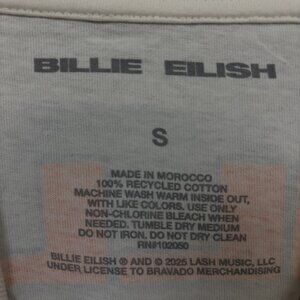 BILLIE EILISH
S
MADE IN MOROCCO
100% RECYCLED COTTON
MACHINE WASH WARM INSIDE OUT,
WITH LIKE COLORS. USE ONLY
NON-CHLORINE BLEACH WHEN
NEEDED. TUMBLE DRY MEDIUM
DO NOT IRON. DO NOT DRY CLEAN
RIN#102050
BILLIE EILISH ® AND © 2025 LASH MUSIC, LLC
UNDER LICENSE TO BRAVADO MERCHANDISING